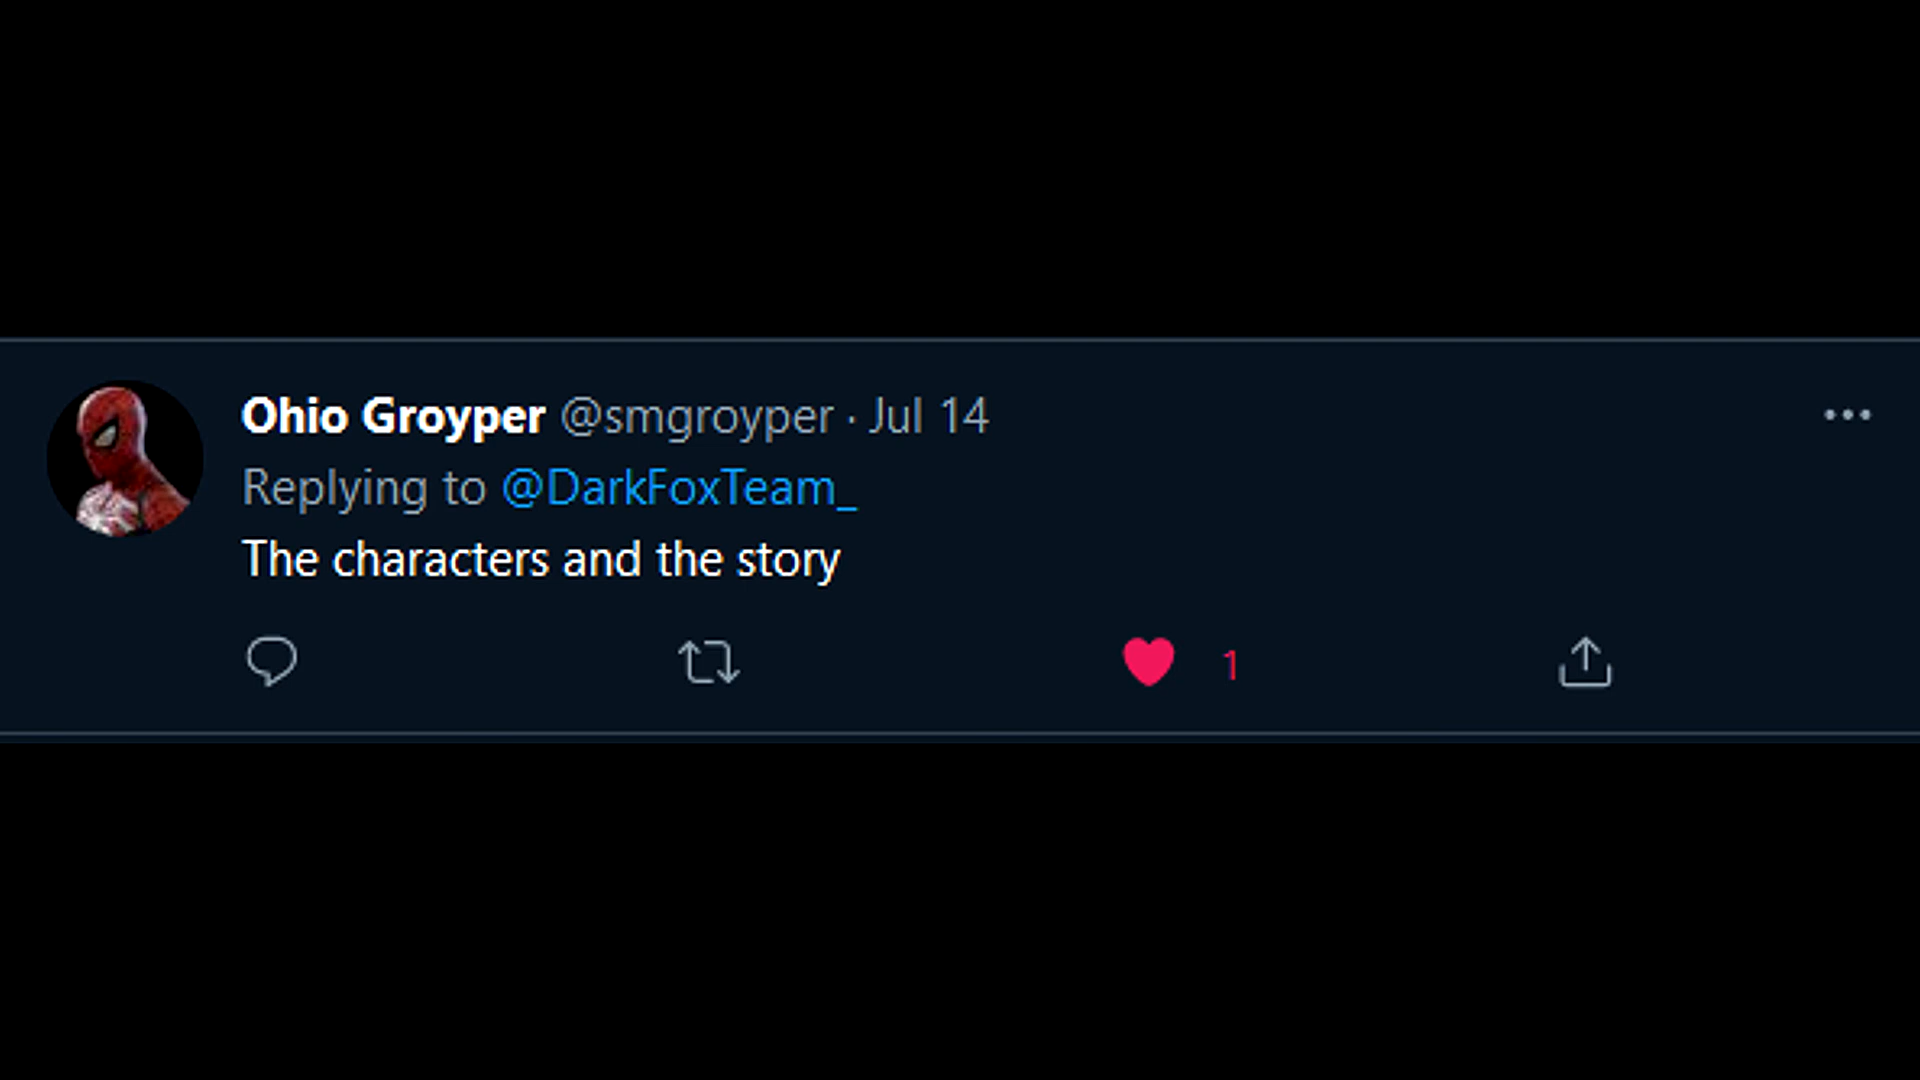 Ohio Groyper @smgroyper · Jul 14
Replying to @DarkFoxTeam_
The characters and the story
1